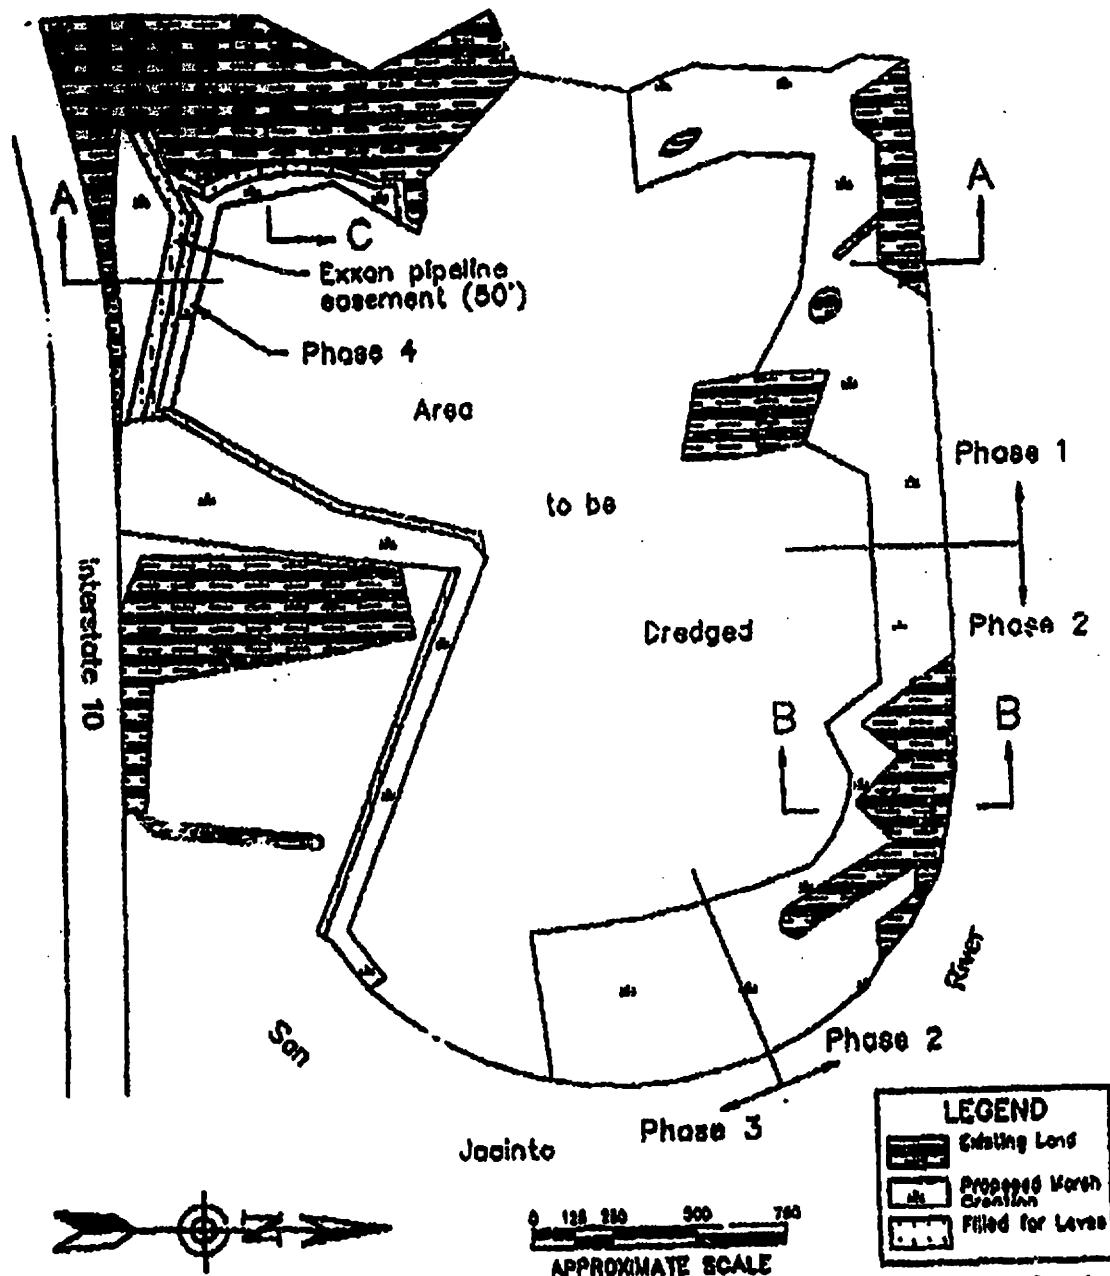 A
A
C
Exxon pipeline
easement (50')
Phase 4
Area
Phase 1
to be
Interstate 10
Dredged
Phase 2
B
B
River
San
Phase 2
Phase 3
Jacinto
LEGEND
Existing Land
Proposed Marsh
Creation
Filled for Levee
N
0 125 250 500 750
APPROXIMATE SCALE